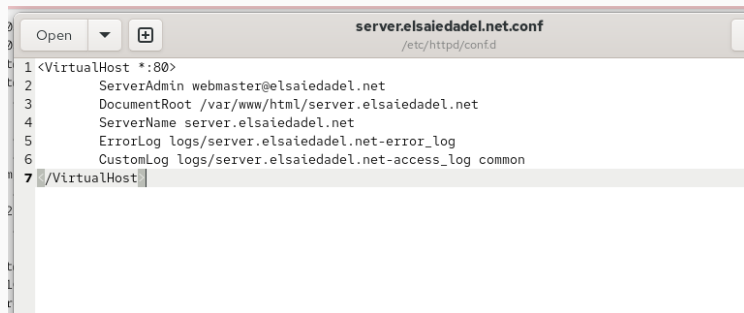 Open
server.elsaiedadel.net.conf
/etc/httpd/conf.d
1 <VirtualHost *:80>
2 ServerAdmin webmaster@elsaiedadel.net
3 DocumentRoot /var/www/html/server.elsaiedadel.net
4 ServerName server.elsaiedadel.net
5 ErrorLog logs/server.elsaiedadel.net-error_log
6 CustomLog logs/server.elsaiedadel.net-access_log common
7 </VirtualHost>